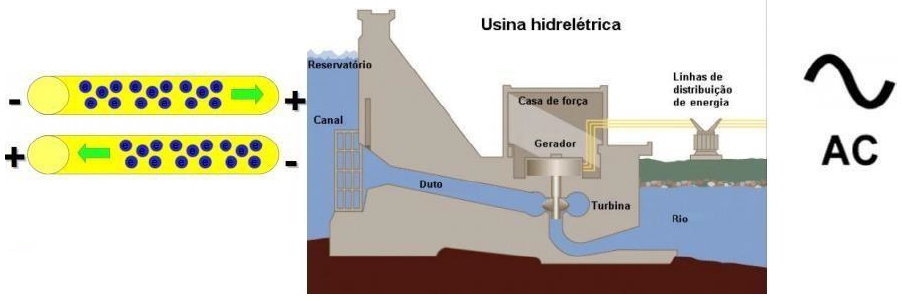 Usina hidrelétrica
- +
+ -
e e e e e e e e e e e e
e e e e e e e e e e e e
Reservatório
Canal
Duto
Casa de força
Gerador
Turbina
Linhas de
distribuição
de energia
Rio
AC